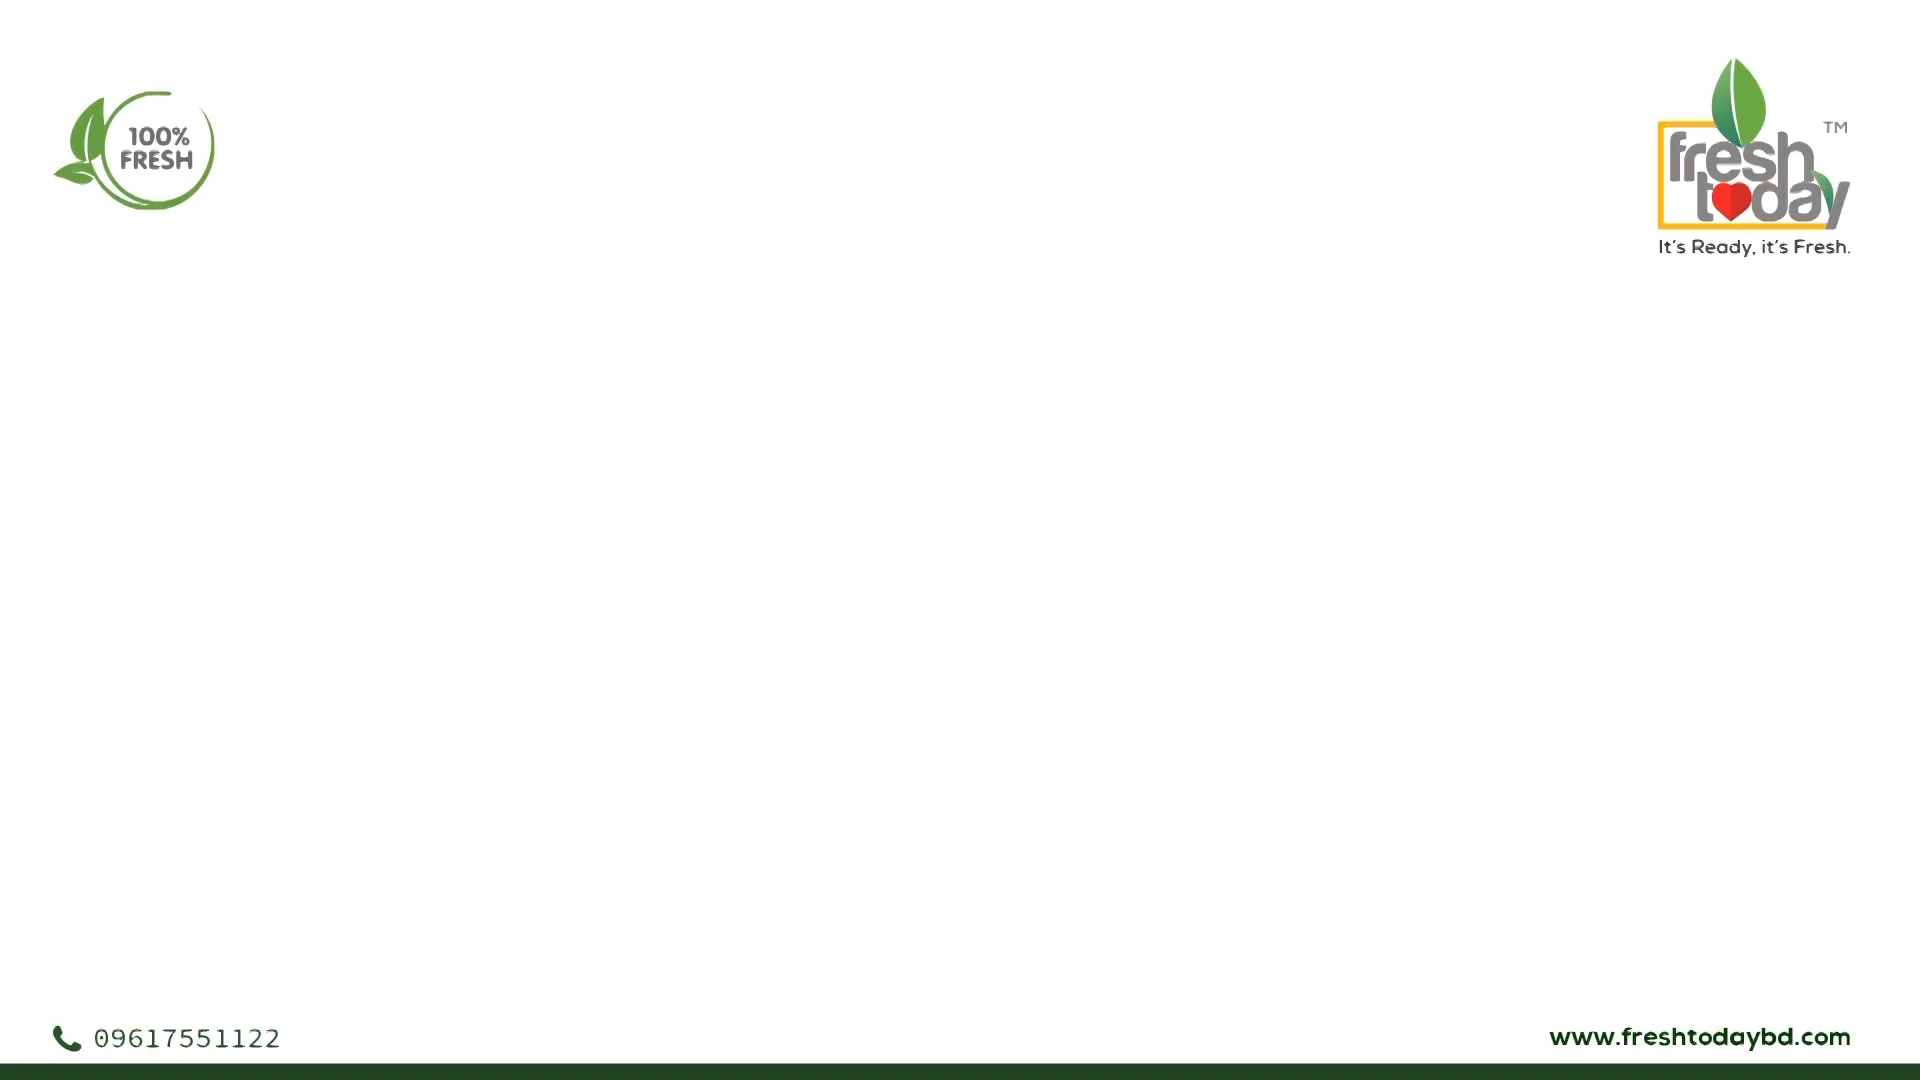 100%
FRESH
fresh
today
TM
It's Ready, it's Fresh.
09617551122
www.freshtodaybd.com